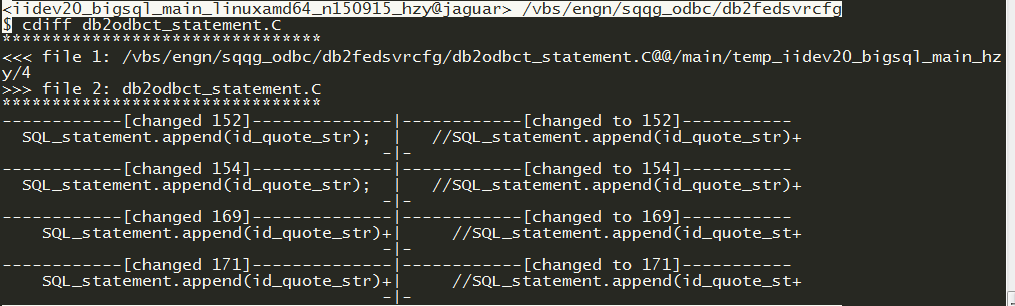 <iidev20_bigsql_main_linuxamd64_n150915_hzy@jaguar> /vbs/engn/sqqg_odbc/db2fedsvrcfg
$ cdiff db2odbct_statement.C
********************************
<<< file 1: /vbs/engn/sqqg_odbc/db2fedsvrcfg/db2odbct_statement.C@@/main/temp_iidev20_bigsql_main_hz
y/4
>>> file 2: db2odbct_statement.C
********************************
------------[changed 152]--------------|------------[changed to 152]-----------
  SQL_statement.append(id_quote_str);  |   //SQL_statement.append(id_quote_str)+
                                      -|-
------------[changed 154]--------------|------------[changed to 154]-----------
  SQL_statement.append(id_quote_str);  |   //SQL_statement.append(id_quote_str)+
                                      -|-
------------[changed 169]--------------|------------[changed to 169]-----------
    SQL_statement.append(id_quote_str)+|     //SQL_statement.append(id_quote_st+
                                      -|-
------------[changed 171]--------------|------------[changed to 171]-----------
    SQL_statement.append(id_quote_str)+|     //SQL_statement.append(id_quote_st+
                                      -|-